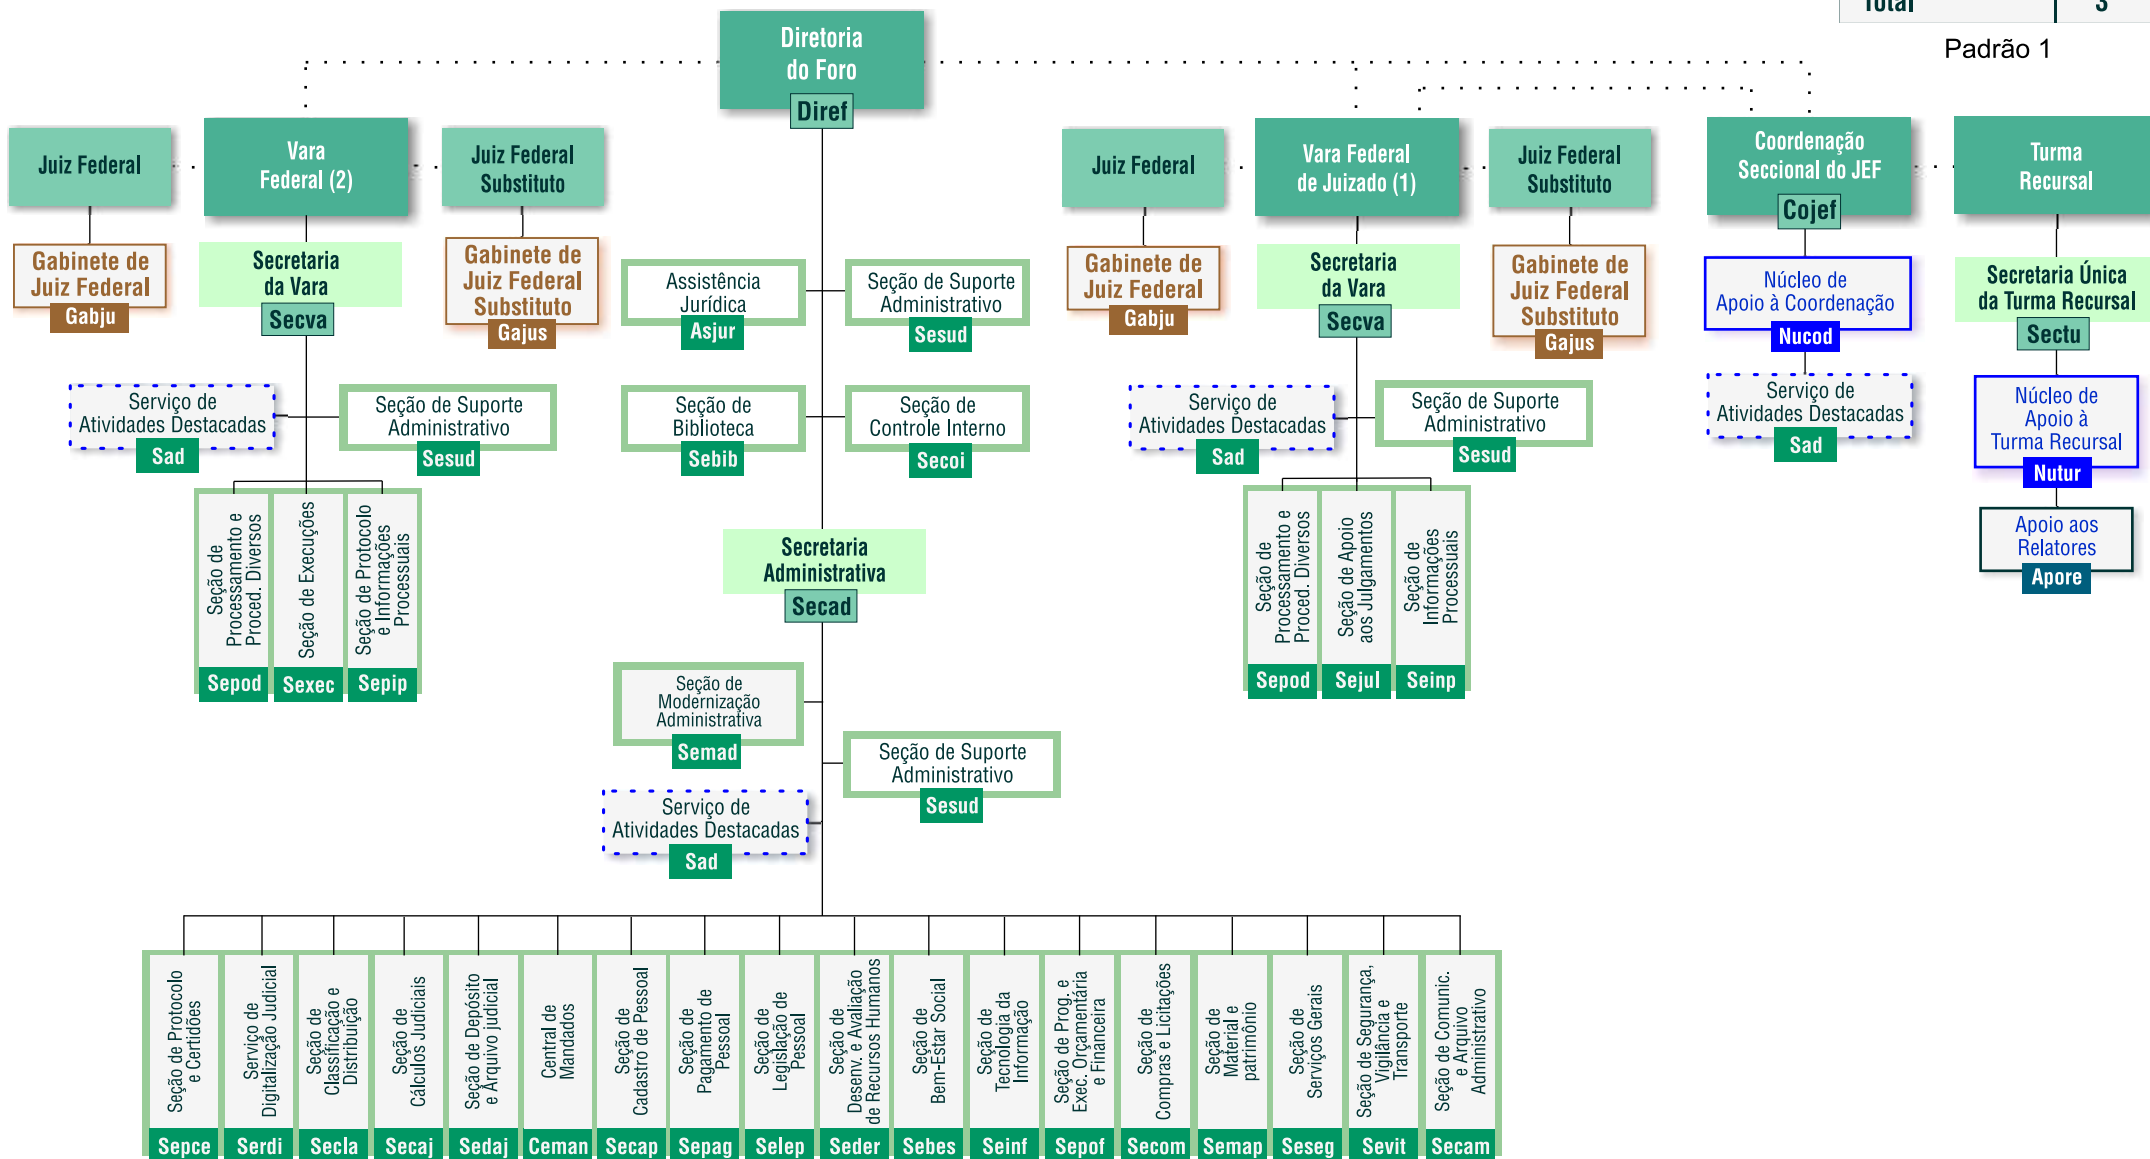 Total 3
Padrão 1
Diretoria
do Foro
Diref
Juiz Federal
Vara
Federal (2)
Juiz Federal
Substituto
Juiz Federal
Vara Federal
de Juizado (1)
Juiz Federal
Substituto
Coordenação
Seccional do JEF
Cojef
Turma
Recursal
Gabinete de
Juiz Federal
Gabju
Secretaria
da Vara
Secva
Gabinete de
Juiz Federal
Substituto
Gajus
Assistência
Jurídica
Asjur
Seção de Suporte
Administrativo
Sesud
Gabinete de
Juiz Federal
Gabju
Secretaria
da Vara
Secva
Gabinete de
Juiz Federal
Substituto
Gajus
Núcleo de
Apoio à Coordenação
Nucod
Secretaria Única
da Turma Recursal
Sectu
Serviço de
Atividades Destacadas
Sad
Seção de Suporte
Administrativo
Sesud
Seção de
Biblioteca
Sebib
Seção de
Controle Interno
Secoi
Serviço de
Atividades Destacadas
Sad
Seção de Suporte
Administrativo
Sesud
Serviço de
Atividades Destacadas
Sad
Núcleo de
Apoio à
Turma Recursal
Nutur
Apoio aos
Relatores
Apore
Seção de
Processamento e
Proced. Diversos
Sepod
Seção de Execuções
Sexec
Seção de Protocolo
e Informações
Processuais
Sepip
Secretaria
Administrativa
Secad
Seção de
Processamento e
Proced. Diversos
Sepod
Seção de Apoio
aos Julgamentos
Sejul
Seção de
Informações
Processuais
Seinp
Seção de
Modernização
Administrativa
Semad
Seção de Suporte
Administrativo
Sesud
Serviço de
Atividades Destacadas
Sad
Seção de Protocolo
e Certidões
Sepce
Serviço de
Digitalização Judicial
Serdi
Seção de
Classificação e
Distribuição
Secla
Seção de
Cálculos Judiciais
Secaj
Seção de Depósito
e Arquivo judicial
Sedaj
Central de
Mandados
Ceman
Seção de
Cadastro de Pessoal
Secap
Seção de
Pagamento de
Pessoal
Sepag
Seção de
Legislação de
Pessoal
Selep
Seção de
Desenv. e Avaliação
de Recursos Humanos
Seder
Seção de
Bem-Estar Social
Sebes
Seção de
Tecnologia da
Informação
Seinf
Seção de Prog. e
Exec. Orçamentária
e Financeira
Sepof
Seção de
Compras e Licitações
Secom
Seção de
Material e
patrimônio
Semap
Seção de
Serviços Gerais
Seseg
Seção de Segurança,
Vigilância e
Transporte
Sevit
Seção de Comunic.
e Arquivo
Administrativo
Secam